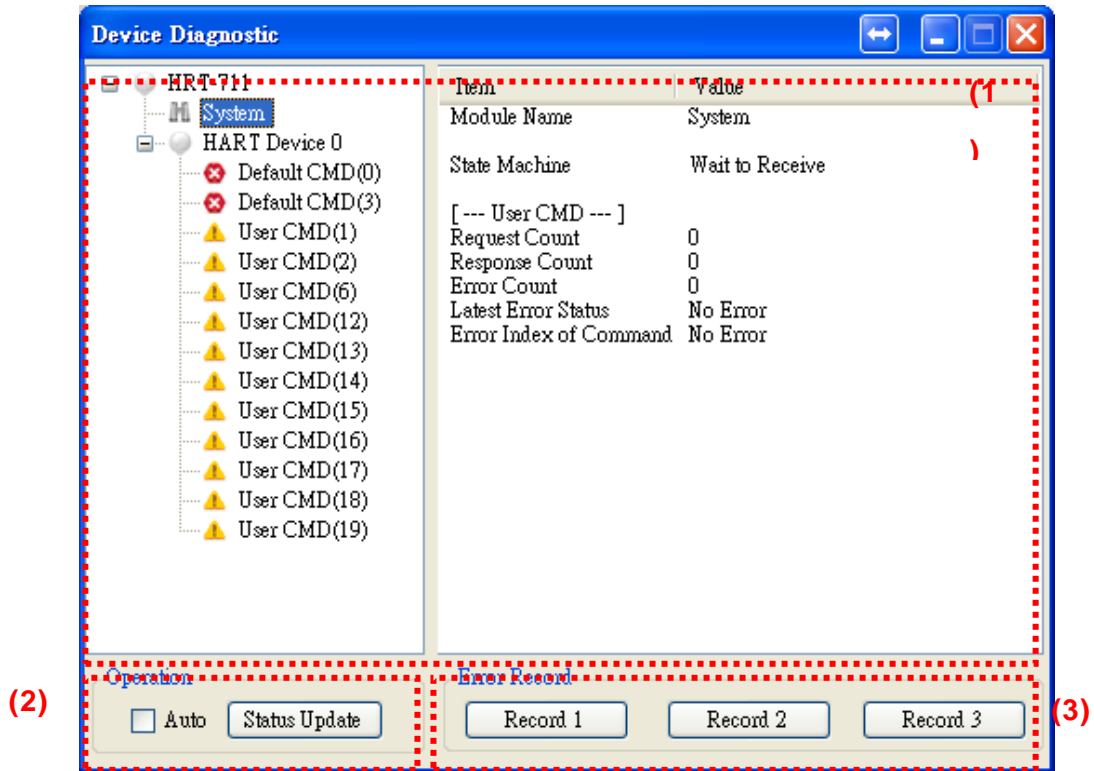 Device Diagnostic
HRT-711
System
HART Device 0
Default CMD(0)
Default CMD(3)
User CMD(1)
User CMD(2)
User CMD(6)
User CMD(12)
User CMD(13)
User CMD(14)
User CMD(15)
User CMD(16)
User CMD(17)
User CMD(18)
User CMD(19)
Item Value
(1
)
Module Name System
State Machine Wait to Receive
[ --- User CMD --- ]
Request Count 0
Response Count 0
Error Count 0
Latest Error Status No Error
Error Index of Command No Error
(2)
Operation
Auto Status Update
Error Record
Record 1 Record 2 Record 3
(3)